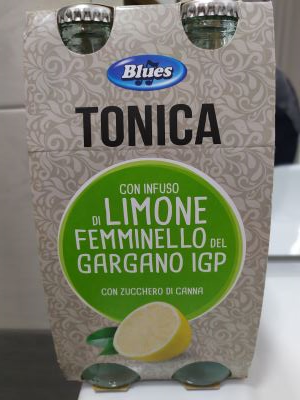 Blues
TONICA
CON INFUSO
DI LIMONE
FEMMINELLO DEL
GARGANO IGP
CON ZUCCHERO DI CANNA